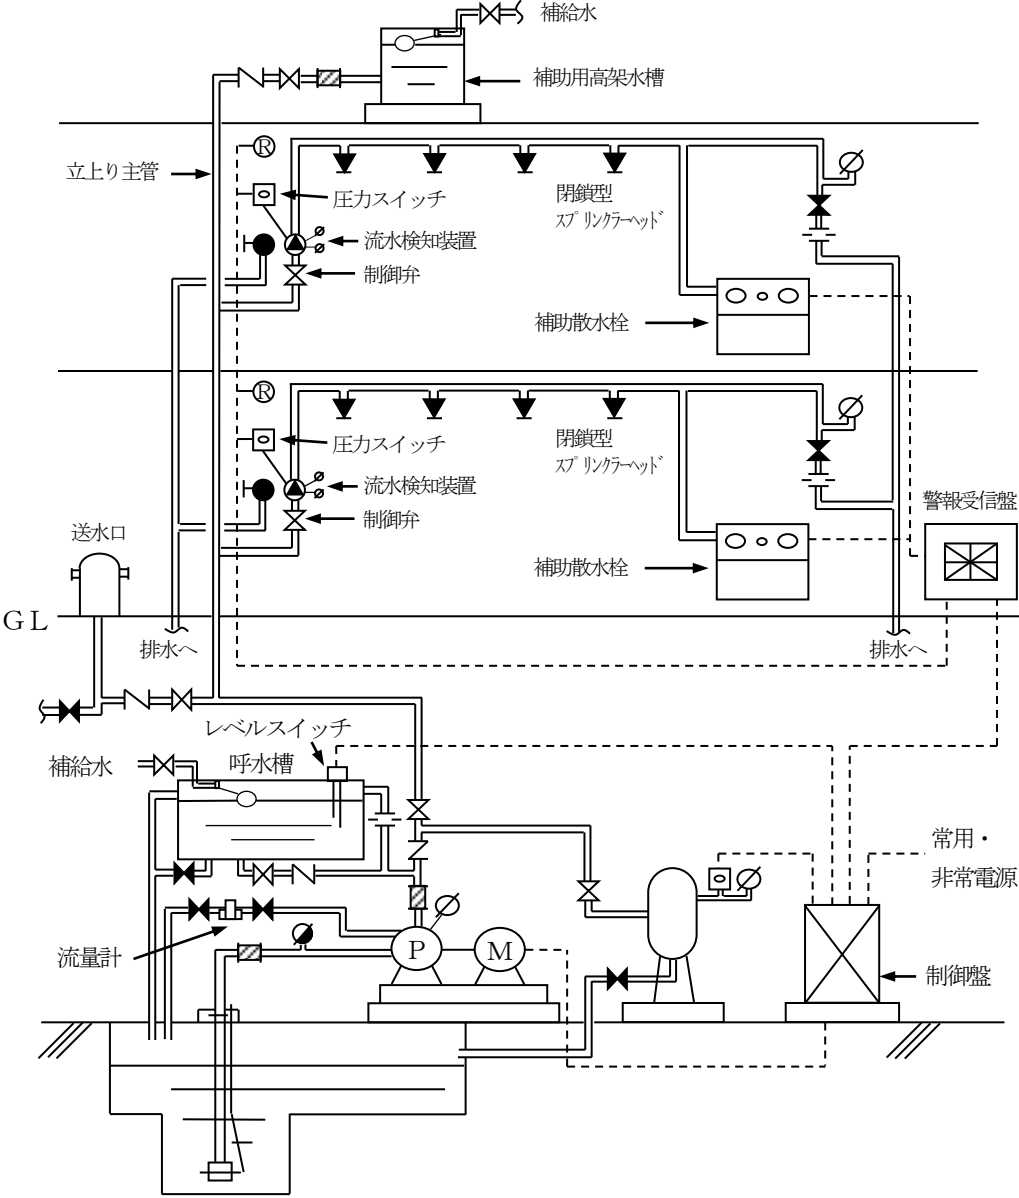 補給水
補助用高架水槽
立上り主管
R
圧力スイッチ
閉鎖型
スプリンクラーヘッド
流水検知装置
制御弁
補助散水栓
R
圧力スイッチ
閉鎖型
スプリンクラーヘッド
流水検知装置
制御弁
警報受信盤
送水口
補助散水栓
GL
排水へ
排水へ
レベルスイッチ
補給水
呼水槽
常用・
非常電源
流量計
P
M
制御盤